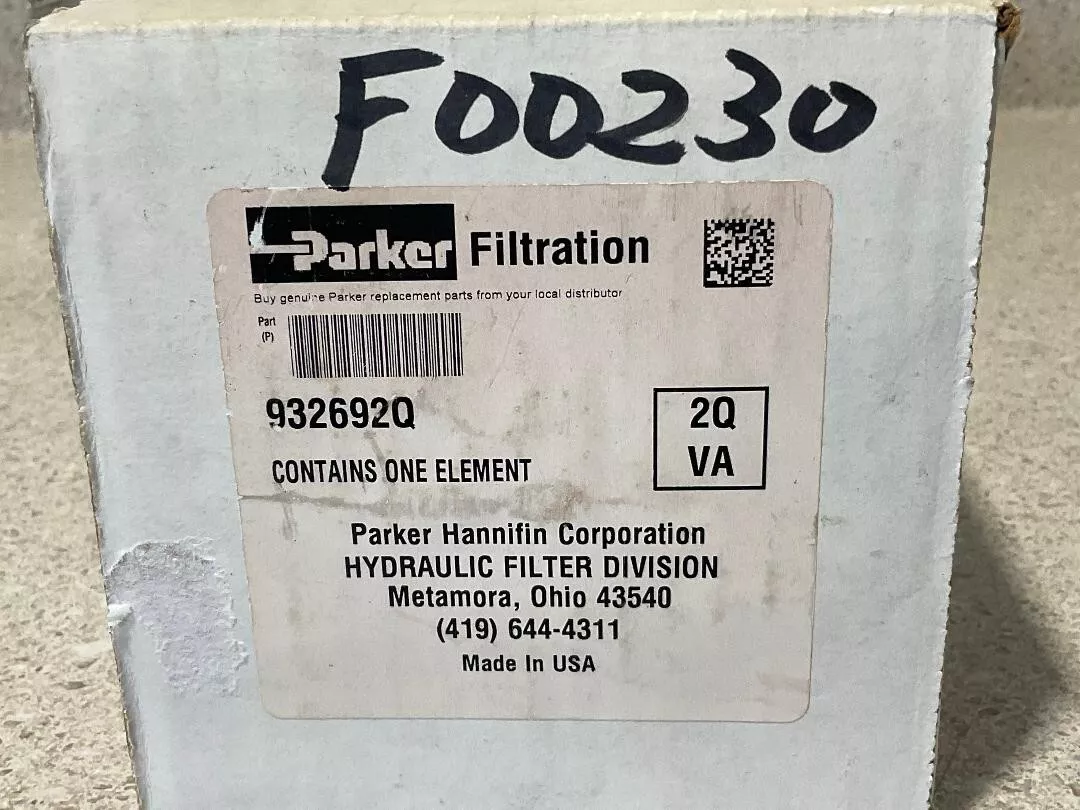 F00230
Parker Filtration
Buy genuine Parker replacement parts from your local distributor
Part
(P)
932692Q
2Q
VA
CONTAINS ONE ELEMENT
Parker Hannifin Corporation
HYDRAULIC FILTER DIVISION
Metamora, Ohio 43540
(419) 644-4311
Made In USA